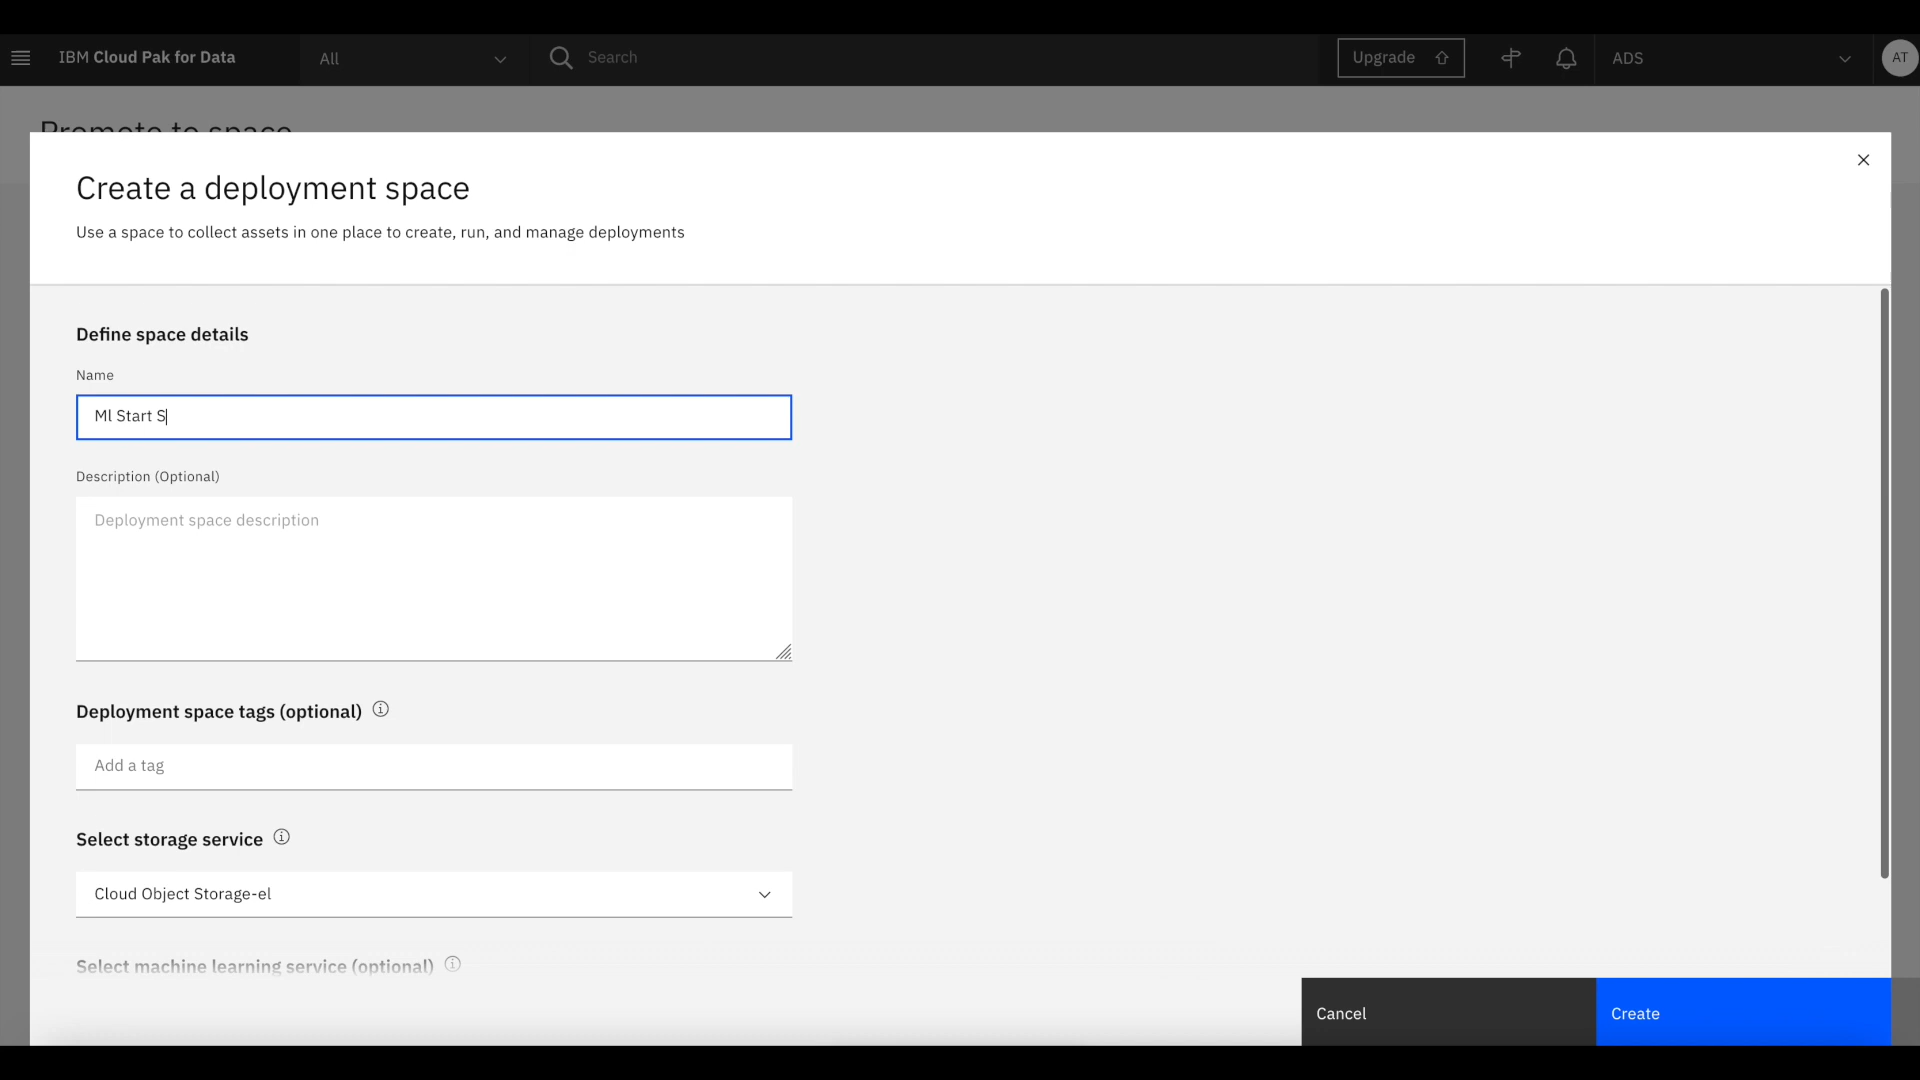 IBM Cloud Pak for Data
All
Search
Upgrade
ADS
AT
Promote to space
Create a deployment space
Use a space to collect assets in one place to create, run, and manage deployments
Define space details
Name
Ml Start S
Description (Optional)
Deployment space description
Deployment space tags (optional)
Add a tag
Select storage service
Cloud Object Storage-el
Select machine learning service (optional)
Cancel
Create